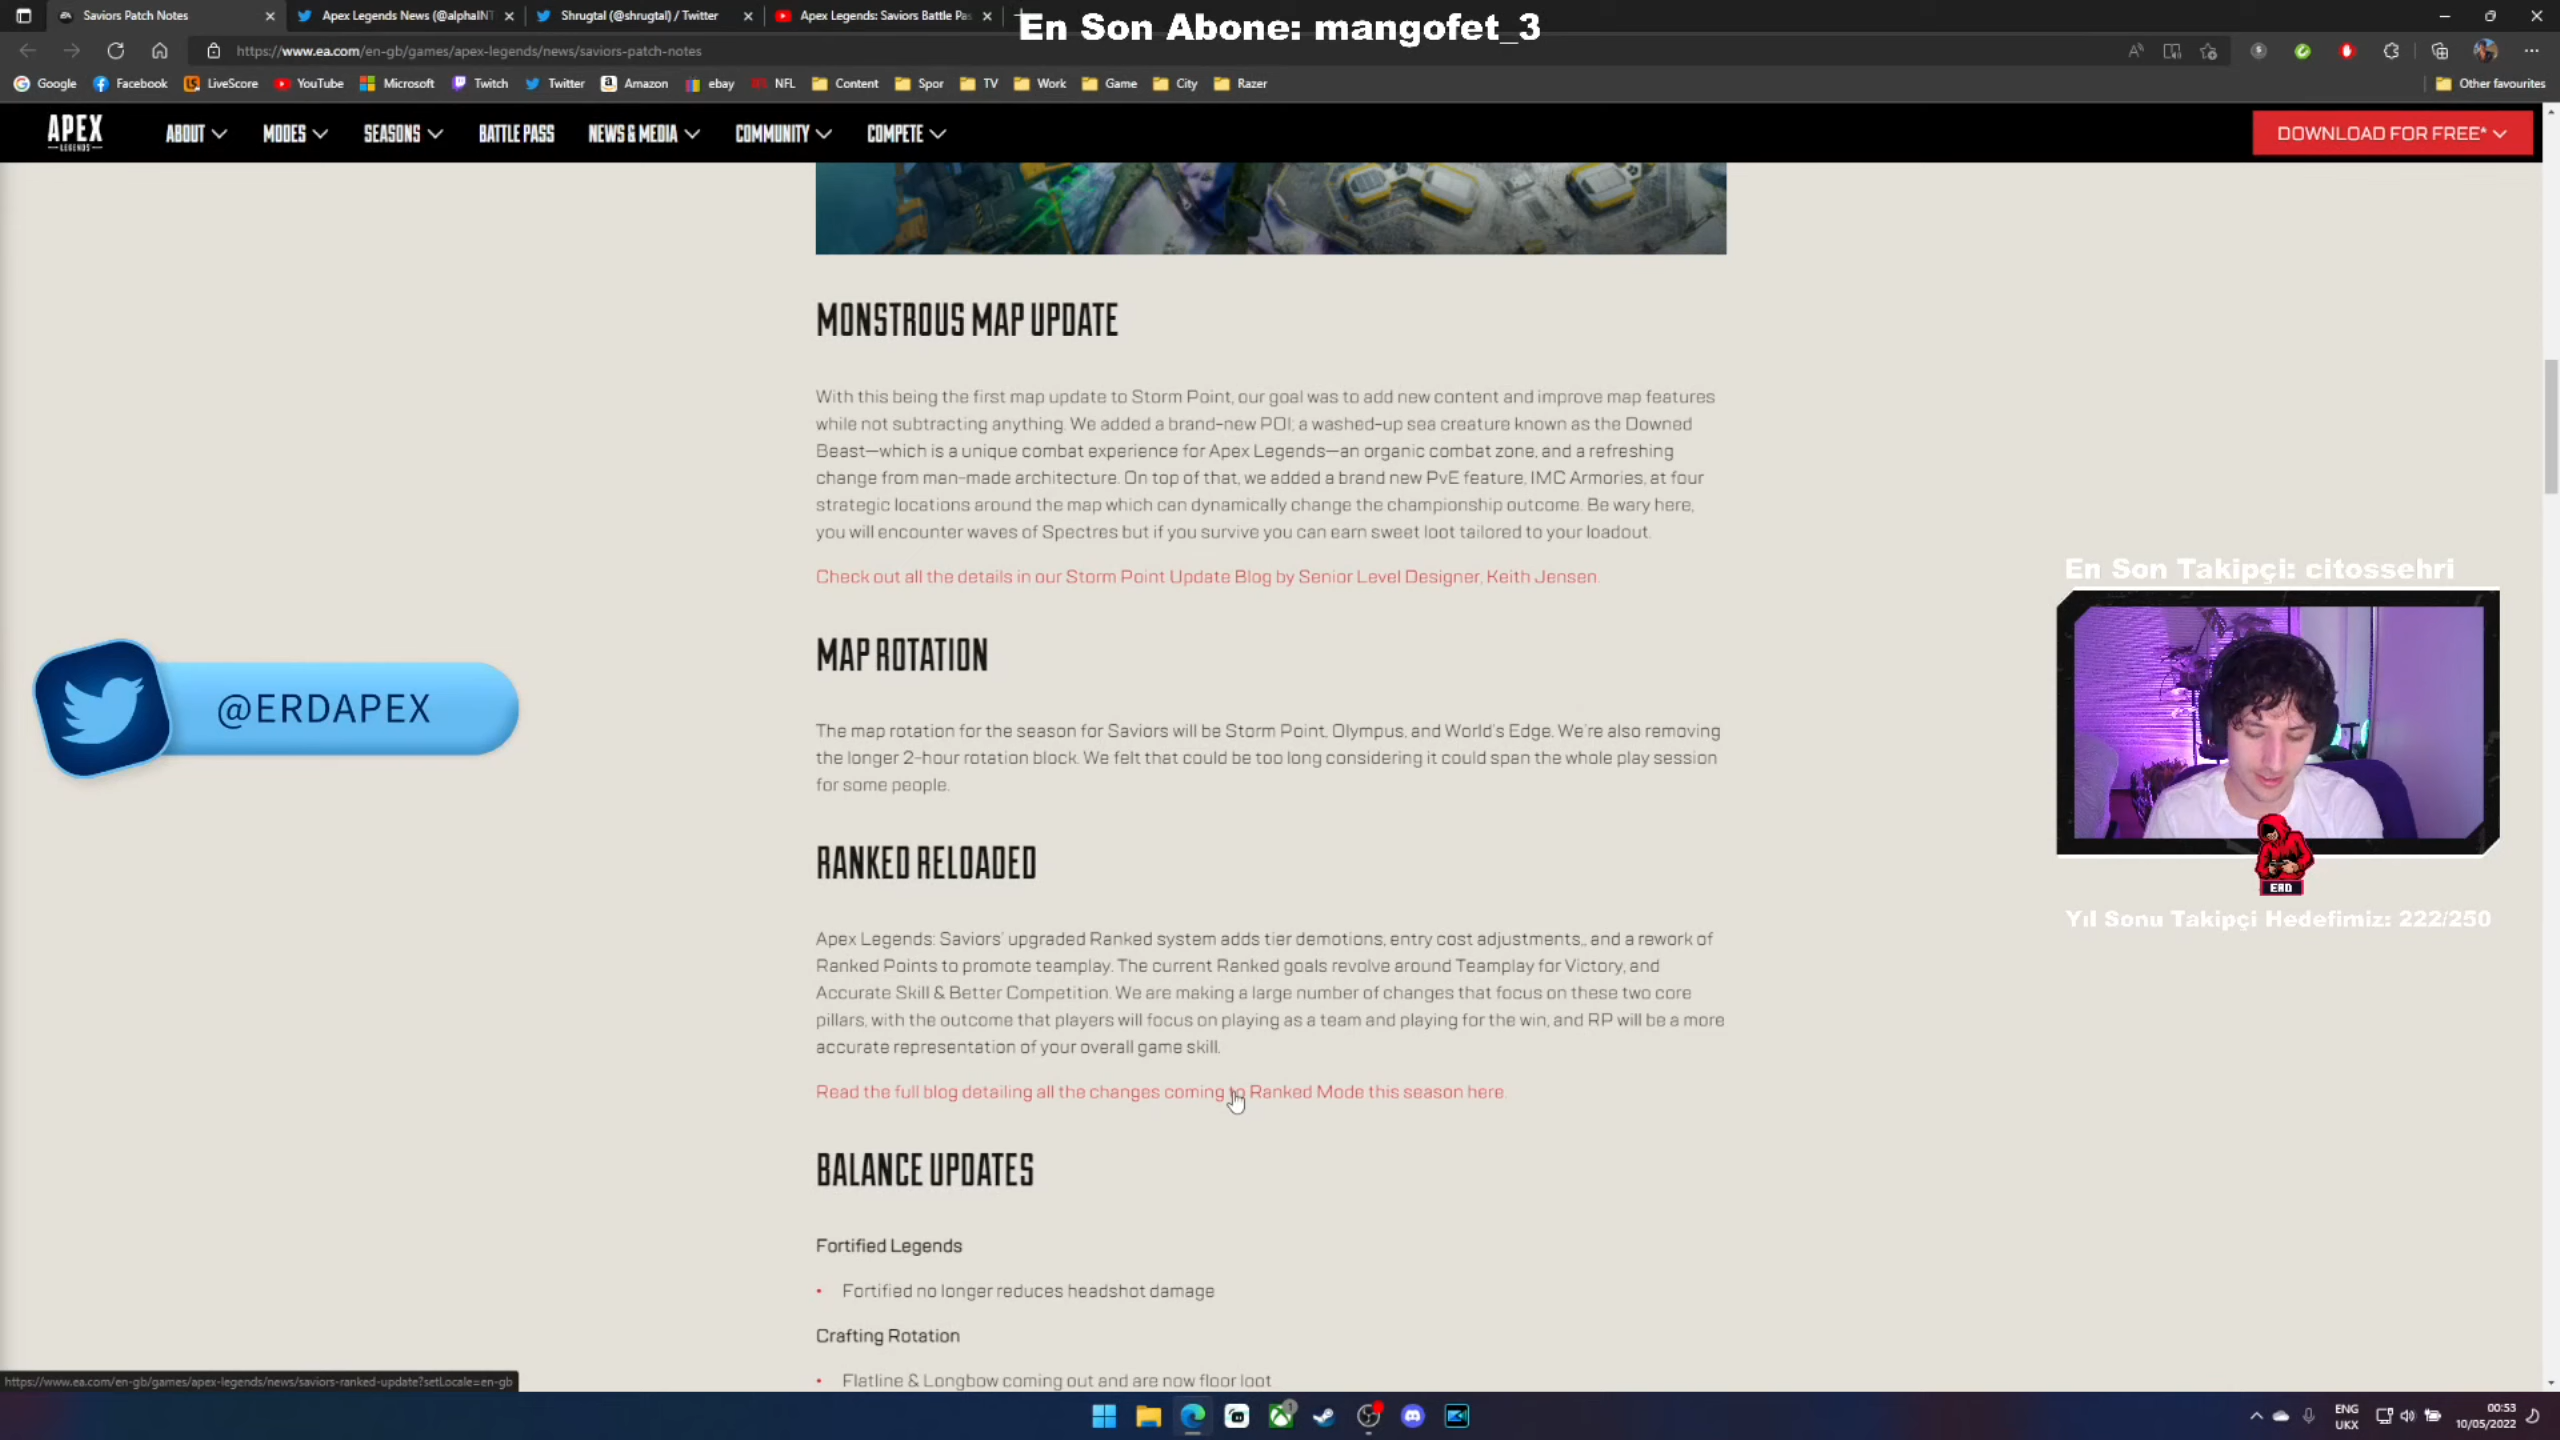 Saviors Patch Notes
Apex Legends News (@alphaINT
Shrugtal (@shrugtal) / Twitter
Apex Legends: Saviors Battle Pas
En Son Abone: mangofet_3
https://www.ea.com/en-gb/games/apex-legends/news/saviors-patch-notes
Google Facebook LiveScore YouTube Microsoft Twitch Twitter Amazon ebay NFL Content Spor TV Work Game City Razer Other favourites
APEX
LEGENDS
ABOUT MODES SEASONS BATTLE PASS NEWS & MEDIA COMMUNITY COMPETE
DOWNLOAD FOR FREE*
MONSTROUS MAP UPDATE
With this being the first map update to Storm Point, our goal was to add new content and improve map features
while not subtracting anything. We added a brand-new POI; a washed-up sea creature known as the Downed
Beast—which is a unique combat experience for Apex Legends—an organic combat zone, and a refreshing
change from man-made architecture. On top of that, we added a brand new PvE feature, IMC Armories, at four
strategic locations around the map which can dynamically change the championship outcome. Be wary here,
you will encounter waves of Spectres but if you survive you can earn sweet loot tailored to your loadout.
Check out all the details in our Storm Point Update Blog by Senior Level Designer, Keith Jensen.
MAP ROTATION
The map rotation for the season for Saviors will be Storm Point, Olympus, and World's Edge. We're also removing
the longer 2-hour rotation block. We felt that could be too long considering it could span the whole play session
for some people.
RANKED RELOADED
Apex Legends: Saviors' upgraded Ranked system adds tier demotions, entry cost adjustments,, and a rework of
Ranked Points to promote teamplay. The current Ranked goals revolve around Teamplay for Victory, and
Accurate Skill & Better Competition. We are making a large number of changes that focus on these two core
pillars, with the outcome that players will focus on playing as a team and playing for the win, and RP will be a more
accurate representation of your overall game skill.
Read the full blog detailing all the changes coming to Ranked Mode this season here.
BALANCE UPDATES
Fortified Legends
• Fortified no longer reduces headshot damage
Crafting Rotation
• Flatline & Longbow coming out and are now floor loot
@ERDAPEX
En Son Takipçi: citossehri
ERD
Yıl Sonu Takipçi Hedefimiz: 222/250
https://www.ea.com/en-gb/games/apex-legends/news/saviors-ranked-update?setLocale=en-gb
ENG
UKX
00:53
10/05/2022